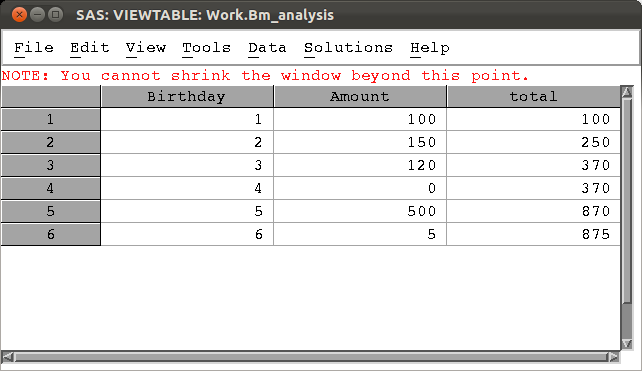 SAS: VIEWTABLE: Work.Bm_analysis
File Edit View Tools Data Solutions Help
NOTE: You cannot shrink the window beyond this point.
Birthday Amount total
1 1 100 100
2 2 150 250
3 3 120 370
4 4 0 370
5 5 500 870
6 6 5 875